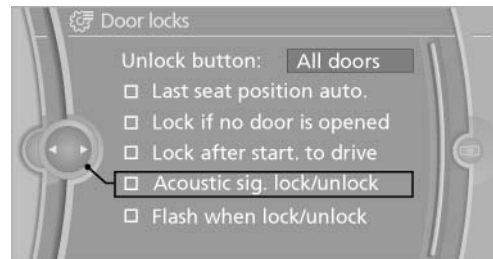 Door locks
Unlock button: All doors
Last seat position auto.
Lock if no door is opened
Lock after start. to drive
Acoustic sig. lock/unlock
Flash when lock/unlock